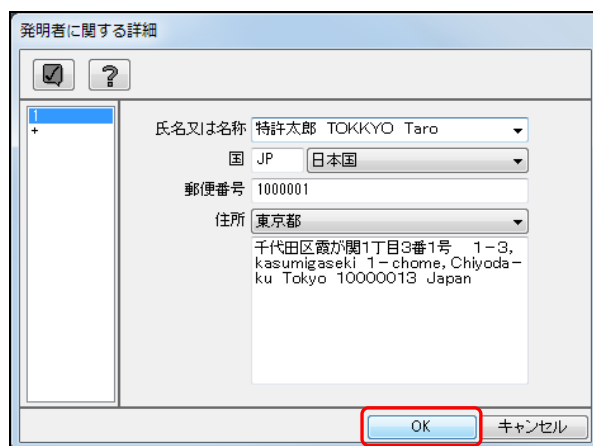 発明者に関する詳細
?
1
+
氏名又は名称 特許太郎 TOKKYO Taro
国 JP 日本国
郵便番号 1000001
住所 東京都
千代田区霞が関1丁目3番1号 1-3,
kasumigaseki 1-chome,Chiyoda-
ku Tokyo 10000013 Japan
OK キャンセル